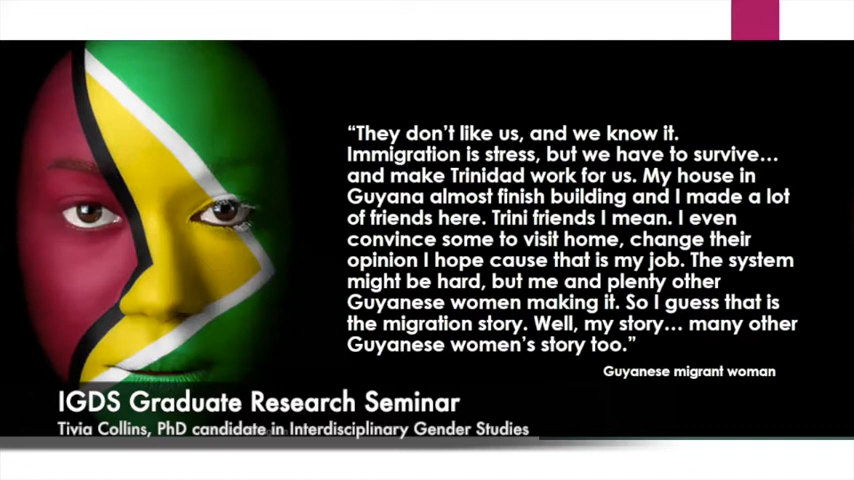 “They don’t like us, and we know it.
Immigration is stress, but we have to survive…
and make Trinidad work for us. My house in
Guyana almost finish building and I made a lot
of friends here. Trini friends I mean. I even
convince some to visit home, change their
opinion I hope cause that is my job. The system
might be hard, but me and plenty other
Guyanese women making it. So I guess that is
the migration story. Well, my story… many other
Guyanese women’s story too.”
Guyanese migrant woman
IGDS Graduate Research Seminar
Tivia Collins, PhD candidate in Interdisciplinary Gender Studies